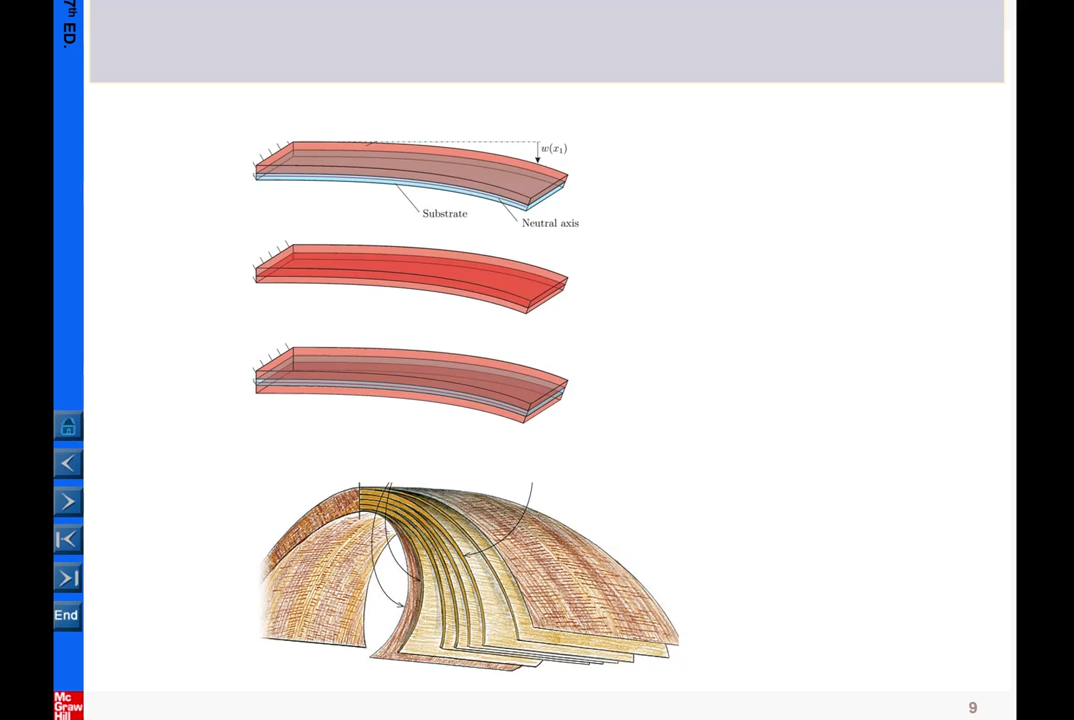 7th ED.
w(x₁)
Substrate
Neutral axis
End
Mc
Graw
Hill
9